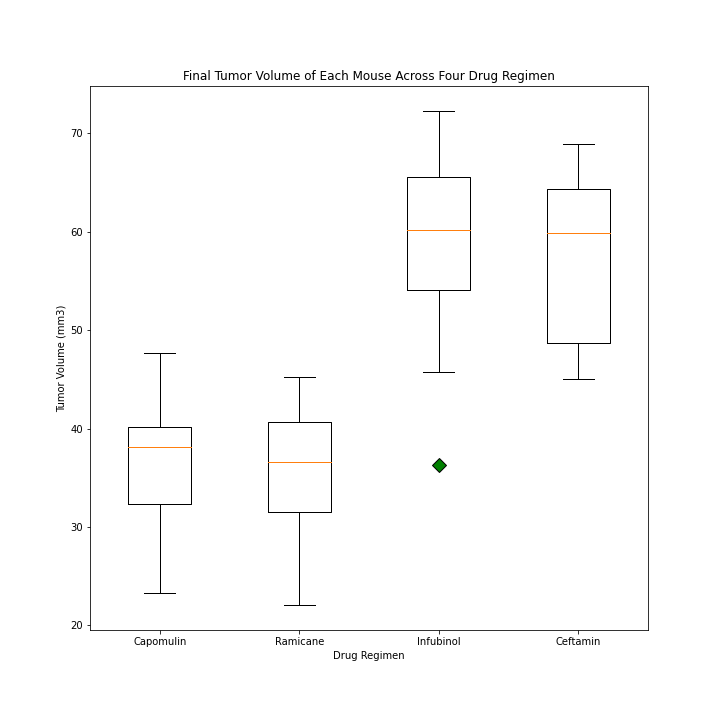 Final Tumor Volume of Each Mouse Across Four Drug Regimen
Tumor Volume (mm3)
70
60
50
40
30
20
Capomulin Ramicane Infubinol Ceftamin
Drug Regimen